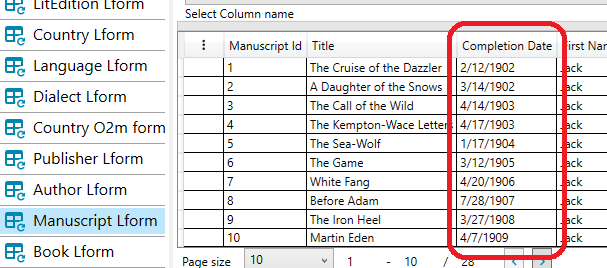 LitEdition Lform
Country Lform
Language Lform
Dialect Lform
Country O2m form
Publisher Lform
Author Lform
Manuscript Lform
Book Lform
Select Column name
Manuscript Id Title Completion Date First Na
1 The Cruise of the Dazzler 2/12/1902 Jack
2 A Daughter of the Snows 3/14/1902 Jack
3 The Call of the Wild 4/14/1903 Jack
4 The Kempton-Wace Letters 4/17/1903 Jack
5 The Sea-Wolf 1/17/1904 Jack
6 The Game 3/12/1905 Jack
7 White Fang 4/20/1906 Jack
8 Before Adam 7/28/1907 Jack
9 The Iron Heel 3/27/1908 Jack
10 Martin Eden 4/7/1909 Jack
Page size 10 1 - 10 / 28 < >